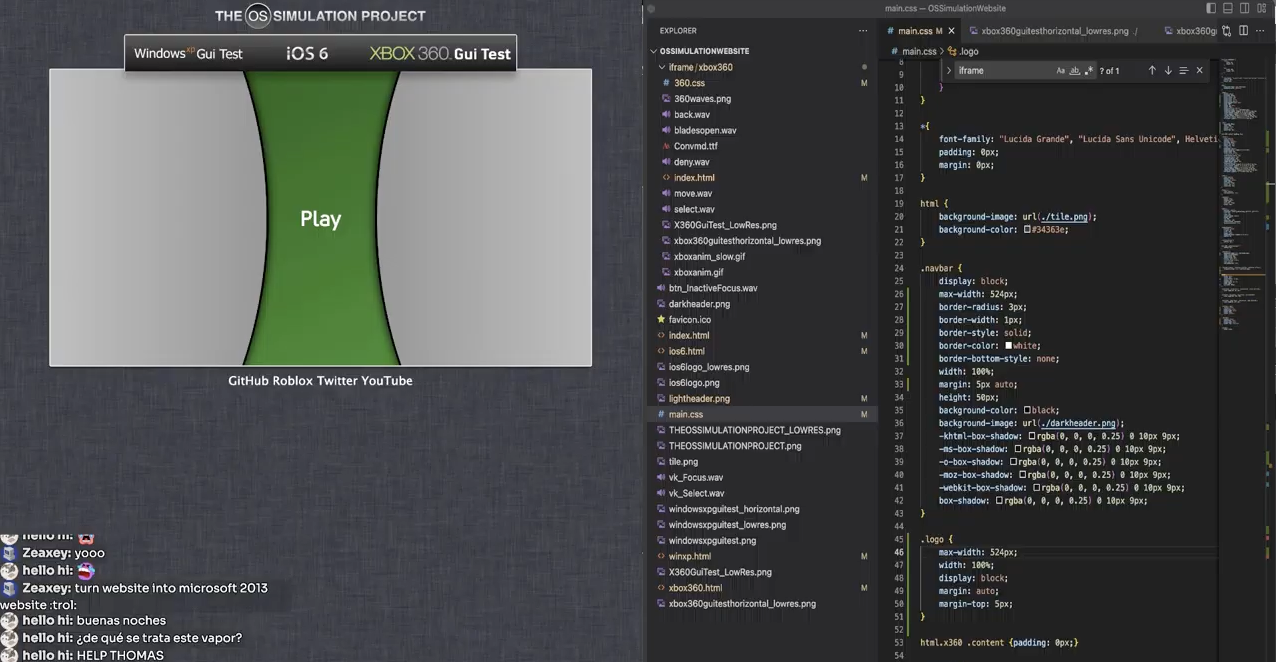 THE OS SIMULATION PROJECT
Windows xp Gui Test
iOS 6
XBOX 360. Gui Test
Play
GitHub Roblox Twitter YouTube
hello hi:
Zeaxey: yooo
hello hi:
Zeaxey: turn website into microsoft 2013
website :trol:
hello hi: buenas noches
hello hi: ¿de qué se trata este vapor?
hello hi: HELP THOMAS
main.css — OSSimulationWebsite
EXPLORER
OSSIMULATIONWEBSITE
iframe / xbox360
360.css M
360waves.png
back.wav
bladesopen.wav
Convmd.ttf
deny.wav
index.html M
move.wav
select.wav
X360GuiTest_LowRes.png
xbox360guitesthorizontal_lowres.png
xboxanim_slow.gif
xboxanim.gif
btn_InactiveFocus.wav
darkheader.png
favicon.ico
index.html M
ios6.html M
ios6logo_lowres.png
ios6logo.png
lightheader.png M
main.css M
THEOSSIMULATIONPROJECT_LOWRES.png
THEOSSIMULATIONPROJECT.png
tile.png
vk_Focus.wav
vk_Select.wav
windowsxpguitest_horizontal.png
windowsxpguitest_lowres.png
windowsxpguitest.png
winxp.html M
X360GuiTest_LowRes.png
xbox360.html M
xbox360guitesthorizontal_lowres.png
main.css M
xbox360guitesthorizontal_lowres.png ./
xbox360gi
main.css > .logo
iframe
Aa ab
? of 1
8
9
10 }
11 }
12
13 *{
14 font-family: "Lucida Grande", "Lucida Sans Unicode", Helveti
15 padding: 0px;
16 margin: 0px;
17 }
18
19 html {
20 background-image: url(./tile.png);
21 background-color: #34363e;
22 }
23
24 .navbar {
25 display: block;
26 max-width: 524px;
27 border-radius: 3px;
28 border-width: 1px;
29 border-style: solid;
30 border-color: white;
31 border-bottom-style: none;
32 width: 100%;
33 margin: 5px auto;
34 height: 50px;
35 background-color: black;
36 background-image: url(./darkheader.png);
37 -khtml-box-shadow: rgba(0, 0, 0, 0.25) 0 10px 9px;
38 -ms-box-shadow: rgba(0, 0, 0, 0.25) 0 10px 9px;
39 -o-box-shadow: rgba(0, 0, 0, 0.25) 0 10px 9px;
40 -moz-box-shadow: rgba(0, 0, 0, 0.25) 0 10px 9px;
41 -webkit-box-shadow: rgba(0, 0, 0, 0.25) 0 10px 9px;
42 box-shadow: rgba(0, 0, 0, 0.25) 0 10px 9px;
43 }
44
45 .logo {
46 max-width: 524px;
47 width: 100%;
48 display: block;
49 margin: auto;
50 margin-top: 5px;
51 }
52
53 html.x360 .content {padding: 0px;}
54